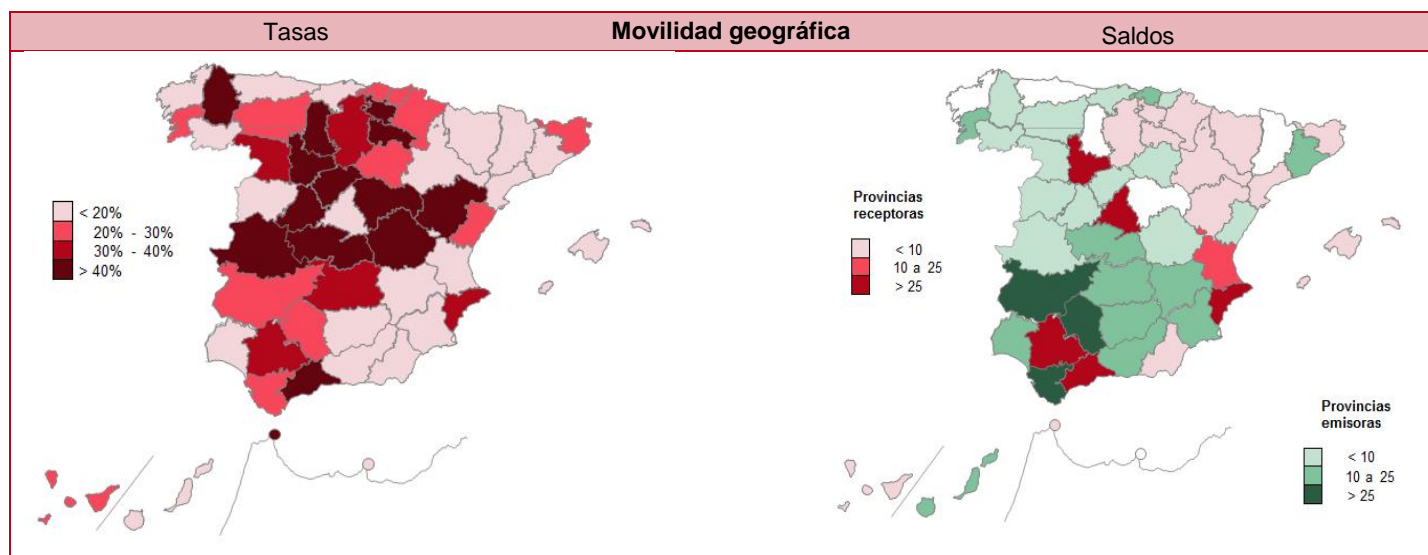 Tasas
Movilidad geográfica
Saldos
< 20%
20% - 30%
30% - 40%
> 40%
Provincias
receptoras
< 10
10 a 25
> 25
Provincias
emisoras
< 10
10 a 25
> 25